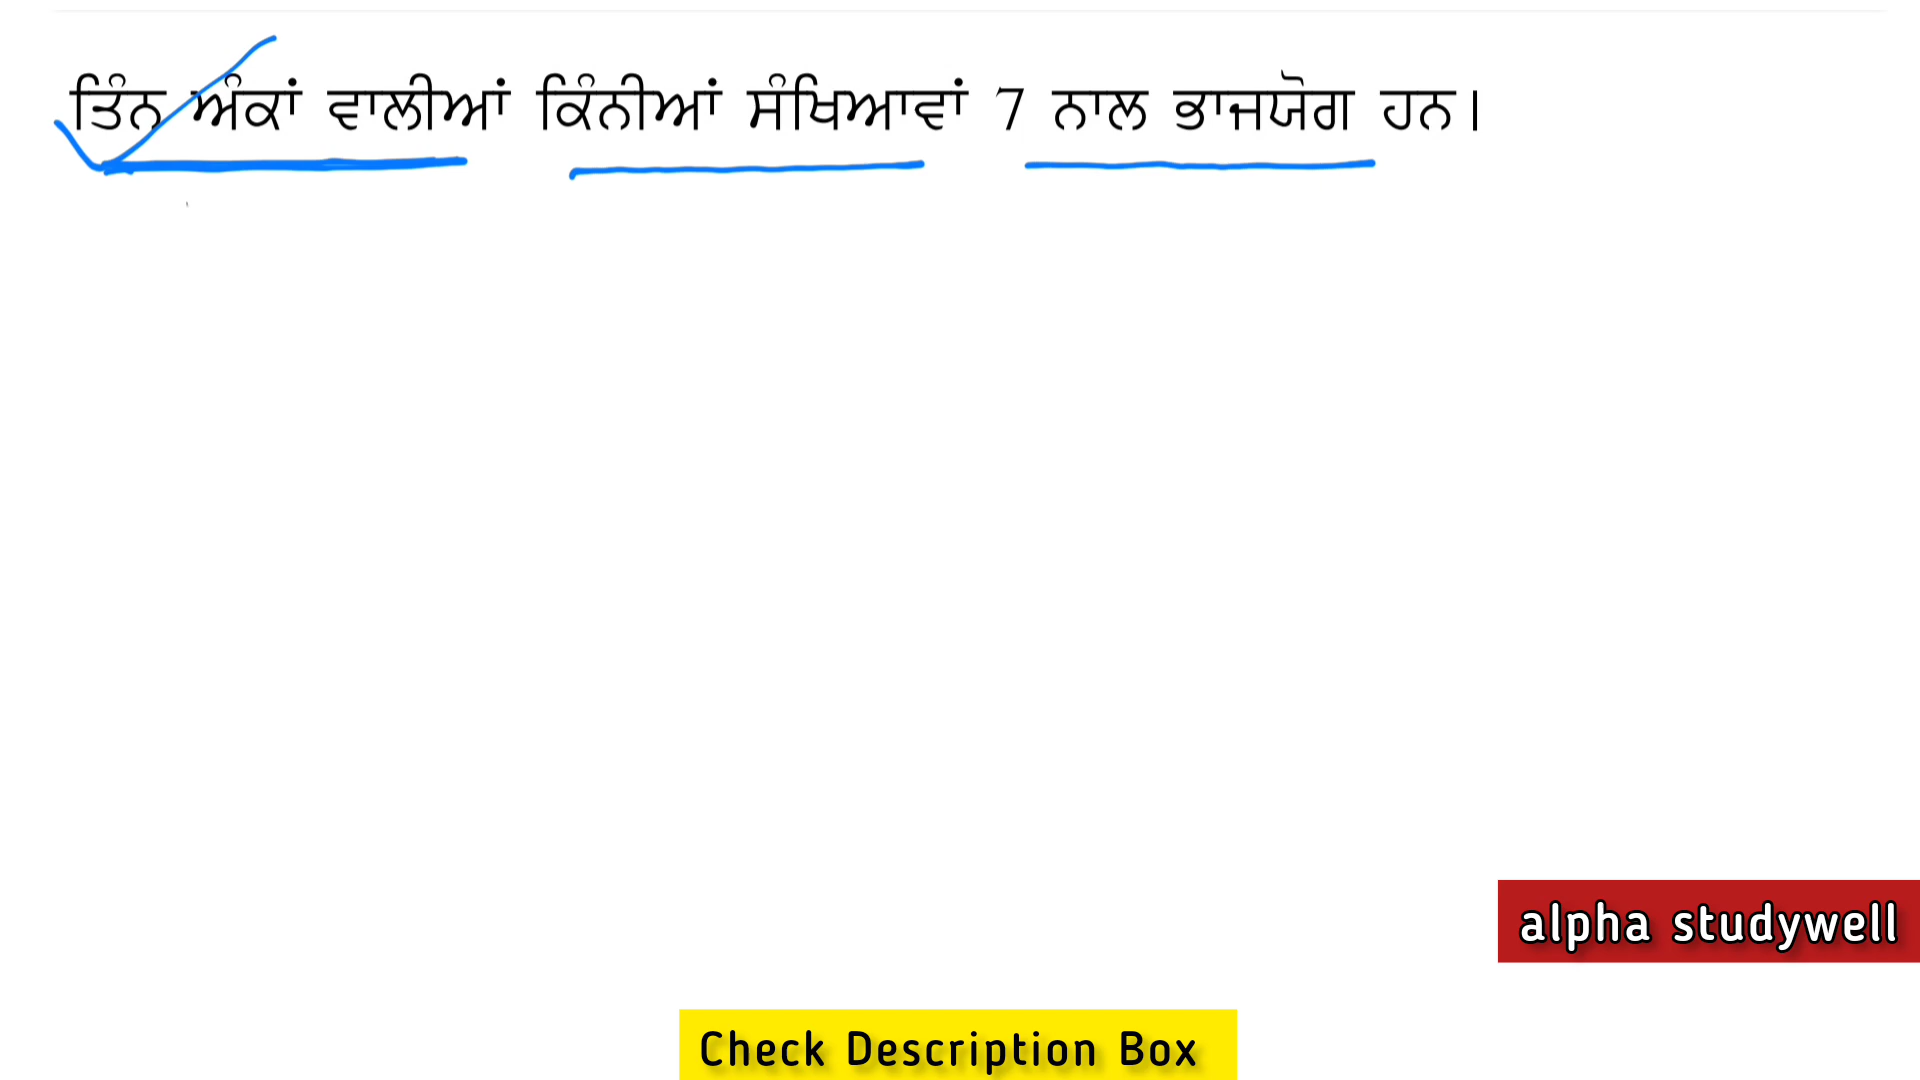 ਤਿੰਨ ਅੰਕਾਂ ਵਾਲੀਆਂ ਕਿੰਨੀਆਂ ਸੰਖਿਆਵਾਂ 7 ਨਾਲ ਭਾਜਯੋਗ ਹਨ।
alpha studywell
Check Description Box